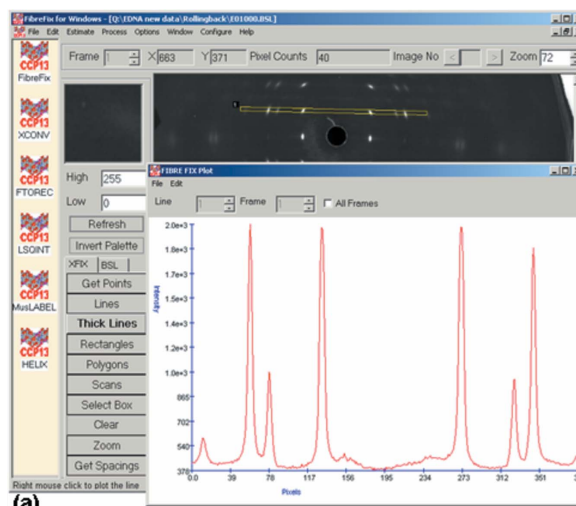 FibreFix for Windows - [Q:\EDNA new data\Rollingback\E01000.BSL]
File Edit Estimate Process Options Window Configure Help
Frame 1 X 663 Y 371 Pixel Counts 40 Image No < > Zoom 72
CCP13
FibreFix
CCP13
XCONV
CCP13
FTOREC
CCP13
LSQINT
CCP13
MusLABEL
CCP13
HELIX
High 255
Low 0
Refresh
Invert Palette
XFIX BSL
Get Points
Lines
Thick Lines
Rectangles
Polygons
Scans
Select Box
Clear
Zoom
Get Spacings
Right mouse click to plot the line
FIBRE FIX Plot
File Edit
Line 1 Frame 1 All Frames
2.0e+3
1.8e+3
1.6e+3
1.4e+3
1.2e+3
1.0e+3
865
702
540
378
Intensity
0.0 39 78 117 156 195 234 273 312 351
Pixels
(a)